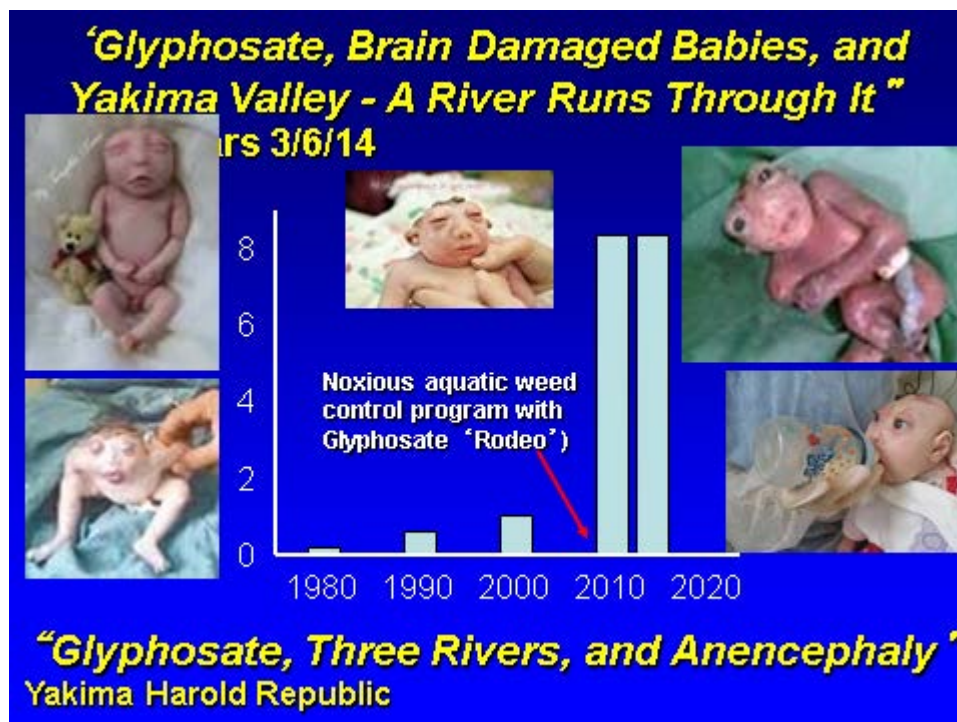 ‘Glyphosate, Brain Damaged Babies, and
Yakima Valley - A River Runs Through It”
ars 3/6/14
8
6
4
2
0
Noxious aquatic weed
control program with
Glyphosate ‘Rodeo’)
1980 1990 2000 2010 2020
“Glyphosate, Three Rivers, and Anencephaly’
Yakima Harold Republic